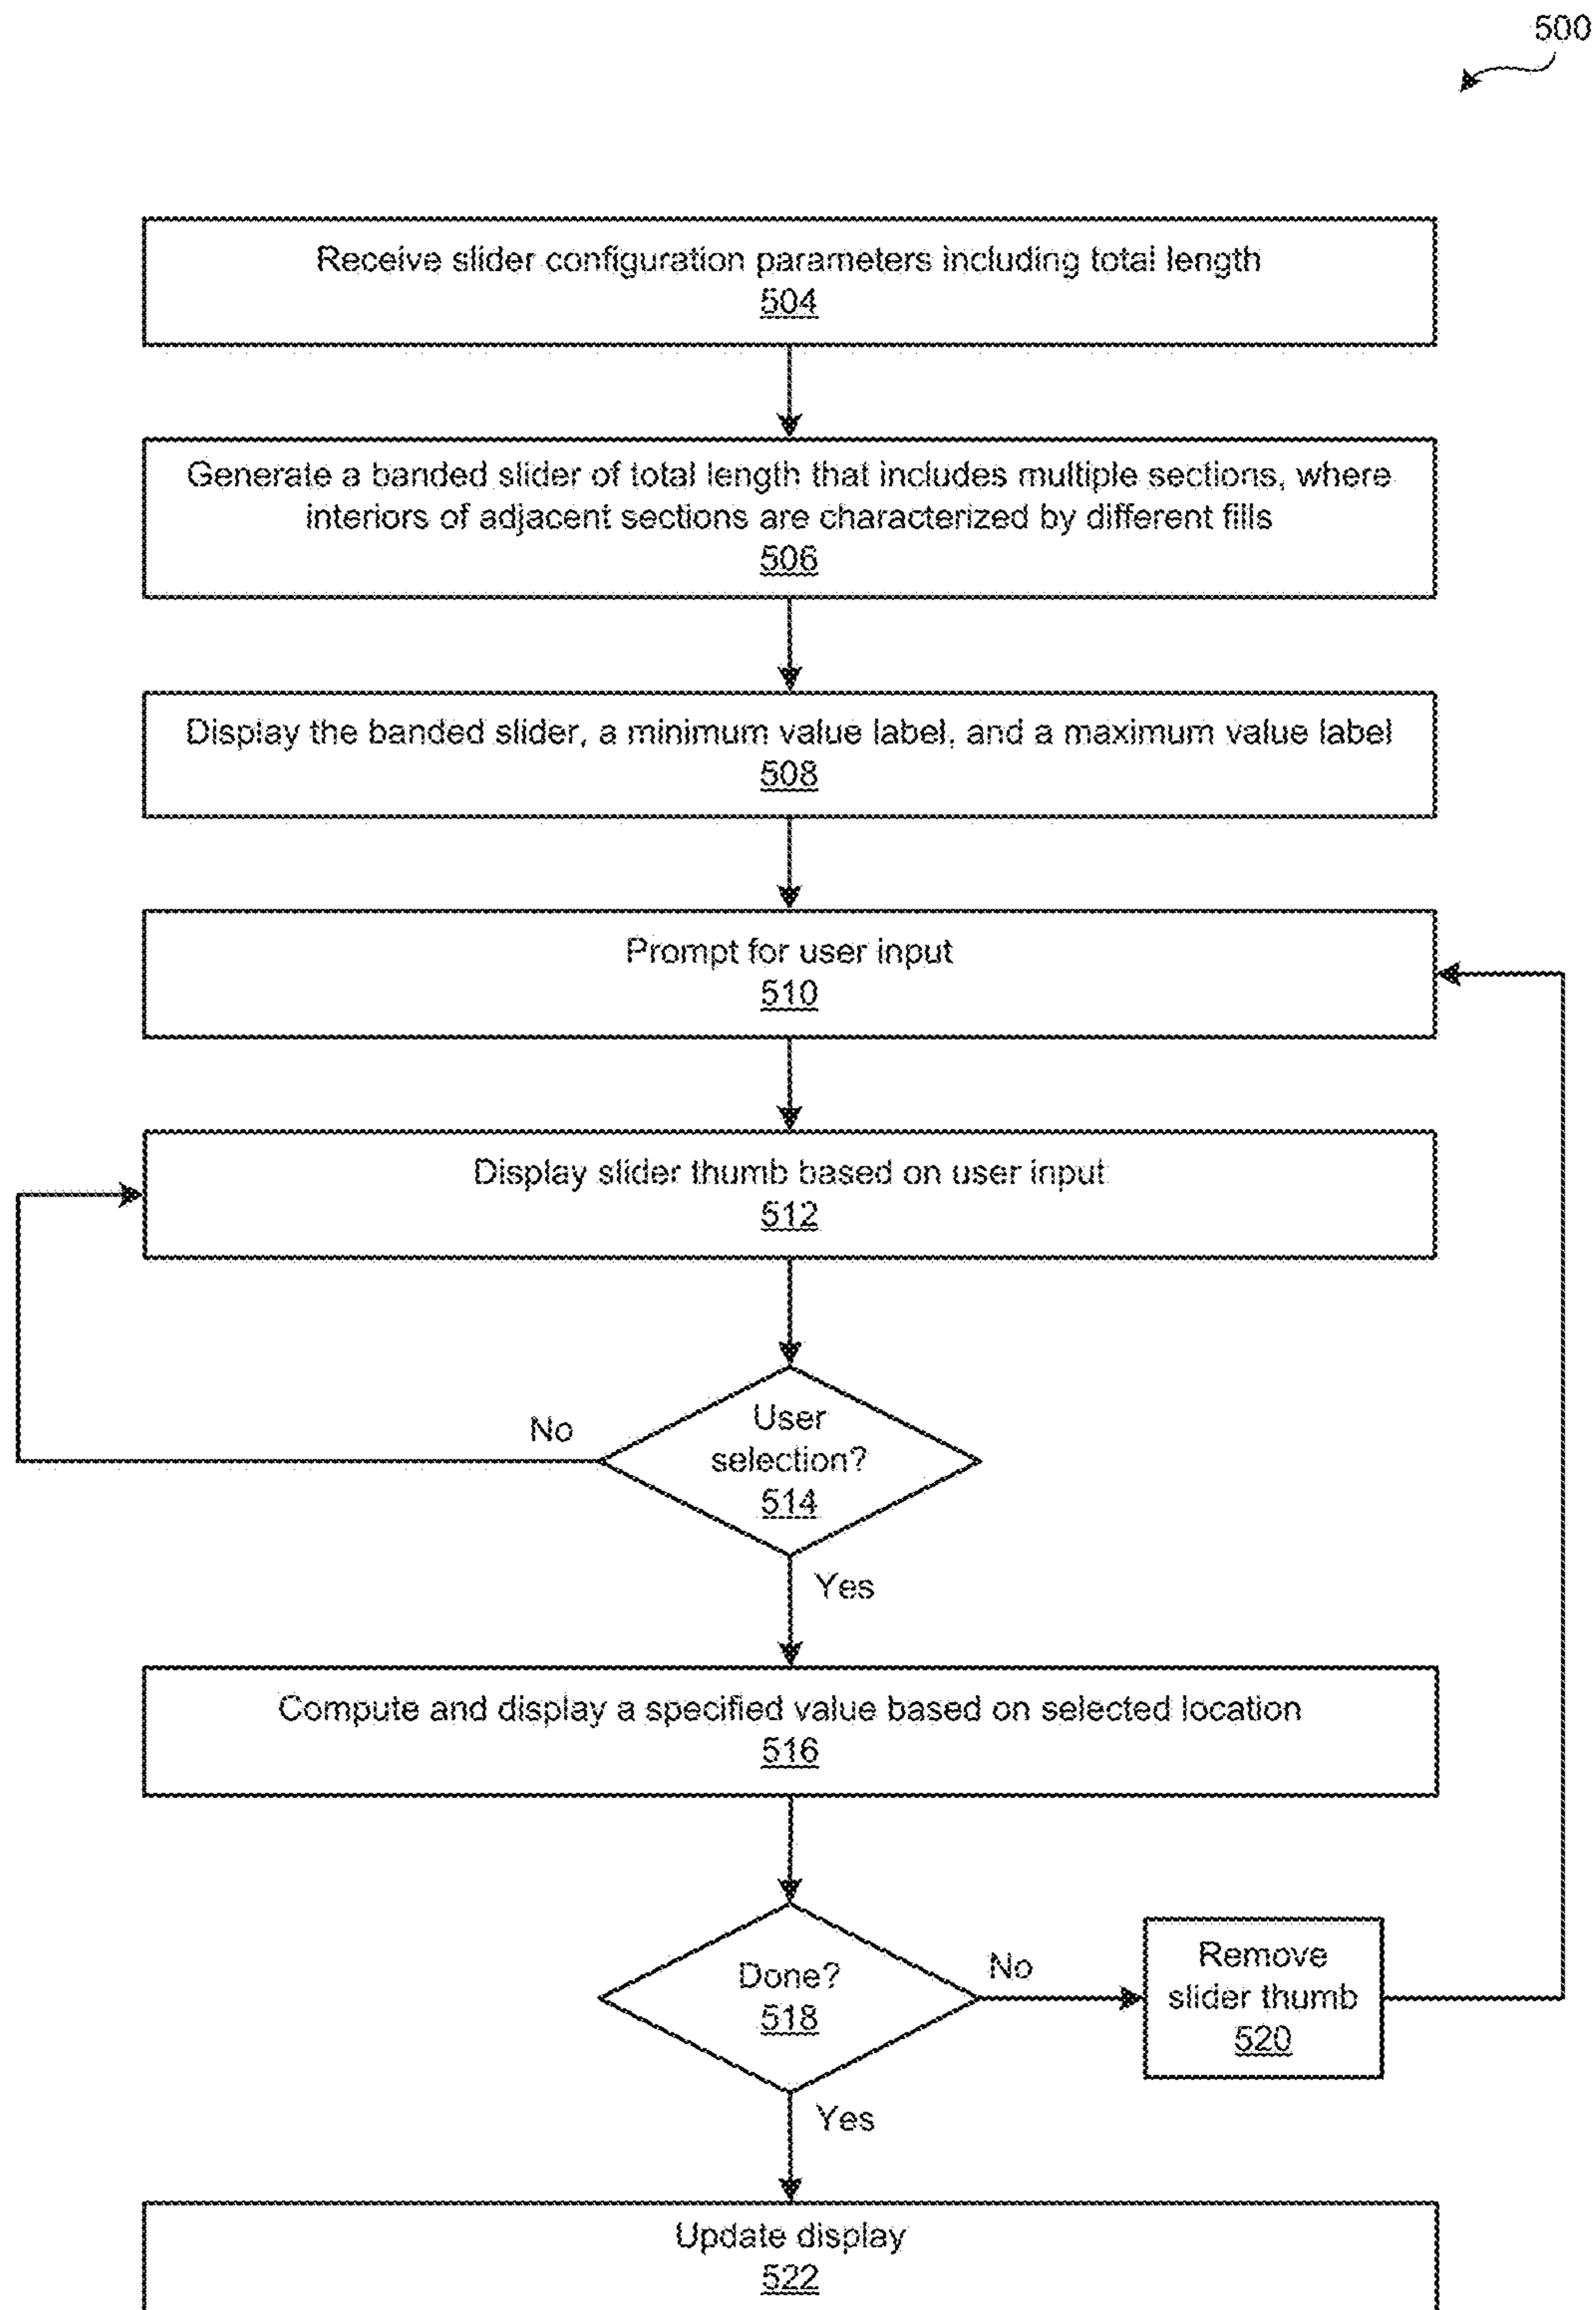 500
Receive slider configuration parameters including total length
504
Generate a banded slider of total length that includes multiple sections, where
interiors of adjacent sections are characterized by different fills
506
Display the banded slider, a minimum value label, and a maximum value label
508
Prompt for user input
510
Display slider thumb based on user input
512
User
selection?
514
No
Yes
Compute and display a specified value based on selected location
516
Done?
518
No
Remove
slider thumb
520
Yes
Update display
522